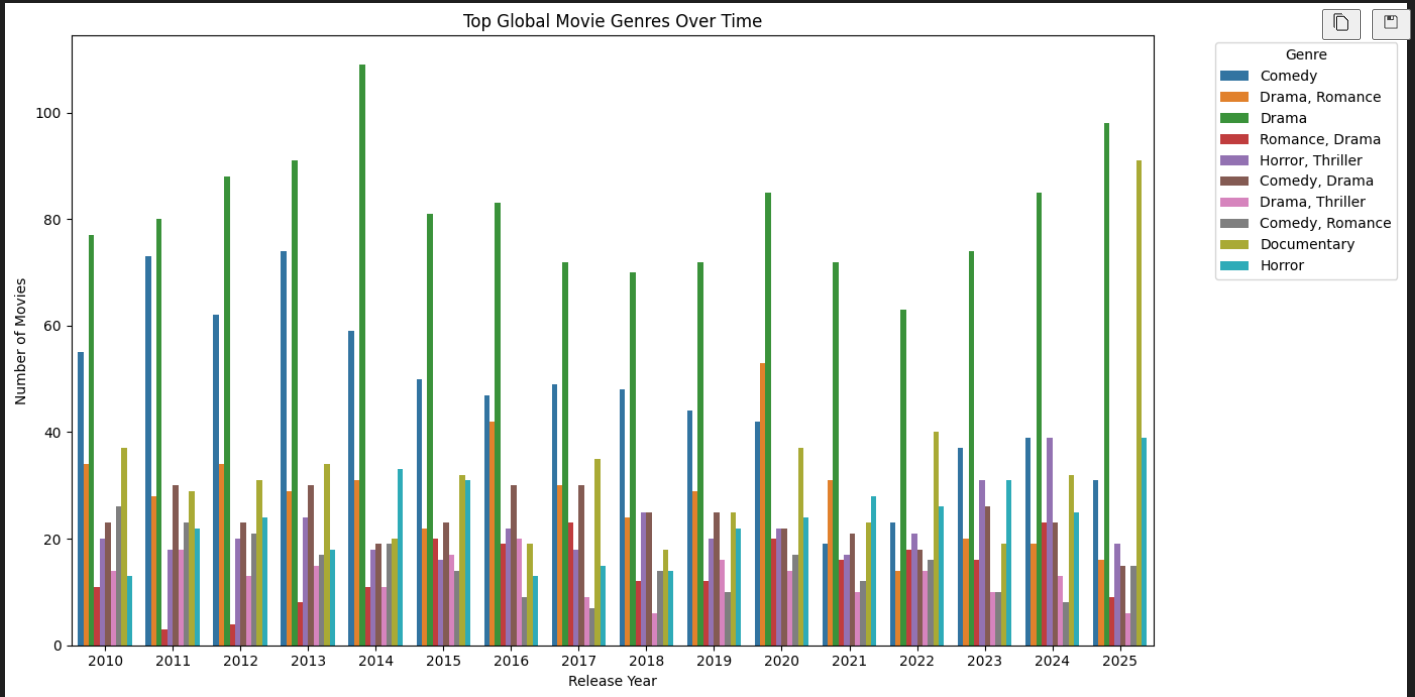 Top Global Movie Genres Over Time
Genre
Comedy
Drama, Romance
Drama
Romance, Drama
Horror, Thriller
Comedy, Drama
Drama, Thriller
Comedy, Romance
Documentary
Horror
Number of Movies
100
80
60
40
20
0
2010 2011 2012 2013 2014 2015 2016 2017 2018 2019 2020 2021 2022 2023 2024 2025
Release Year